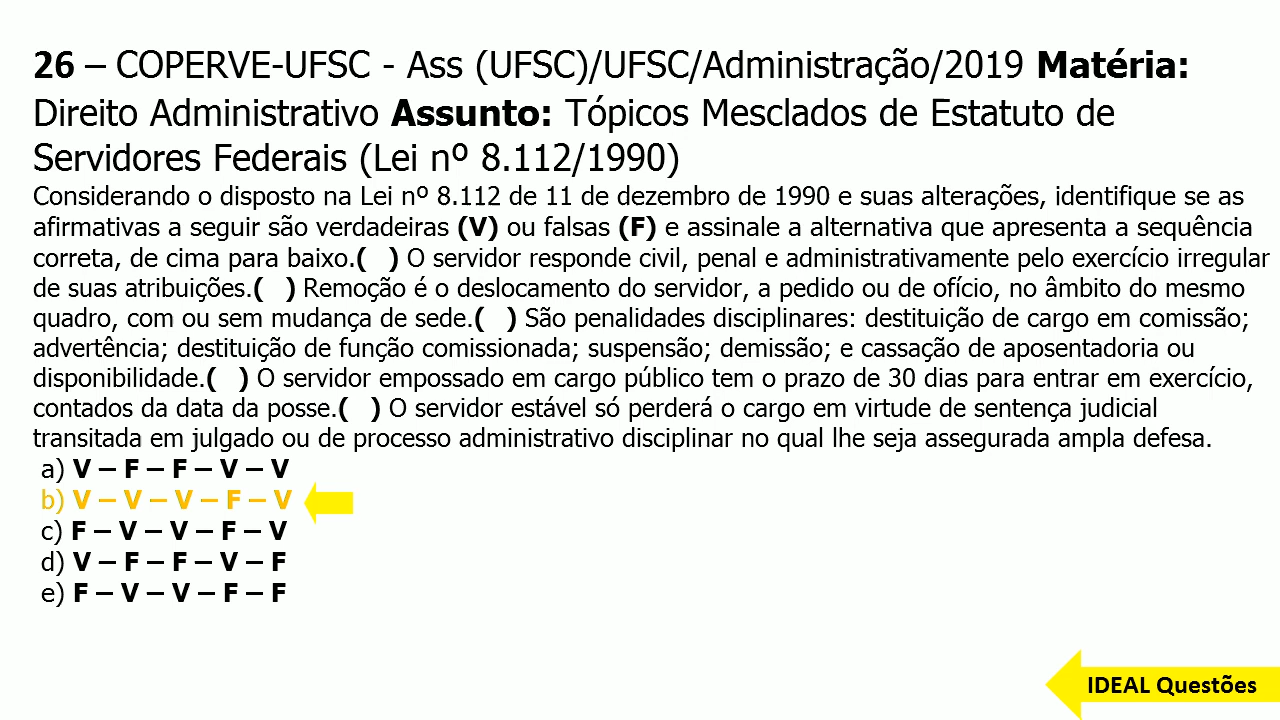 26 – COPERVE-UFSC - Ass (UFSC)/UFSC/Administração/2019 Matéria:
Direito Administrativo Assunto: Tópicos Mesclados de Estatuto de
Servidores Federais (Lei nº 8.112/1990)
Considerando o disposto na Lei nº 8.112 de 11 de dezembro de 1990 e suas alterações, identifique se as
afirmativas a seguir são verdadeiras (V) ou falsas (F) e assinale a alternativa que apresenta a sequência
correta, de cima para baixo.(   ) O servidor responde civil, penal e administrativamente pelo exercício irregular
de suas atribuições.(   ) Remoção é o deslocamento do servidor, a pedido ou de ofício, no âmbito do mesmo
quadro, com ou sem mudança de sede.(   ) São penalidades disciplinares: destituição de cargo em comissão;
advertência; destituição de função comissionada; suspensão; demissão; e cassação de aposentadoria ou
disponibilidade.(   ) O servidor empossado em cargo público tem o prazo de 30 dias para entrar em exercício,
contados da data da posse.(   ) O servidor estável só perderá o cargo em virtude de sentença judicial
transitada em julgado ou de processo administrativo disciplinar no qual lhe seja assegurada ampla defesa.
a) V – F – F – V – V
b) V – V – V – F – V
c) F – V – V – F – V
d) V – F – F – V – F
e) F – V – V – F – F
IDEAL Questões